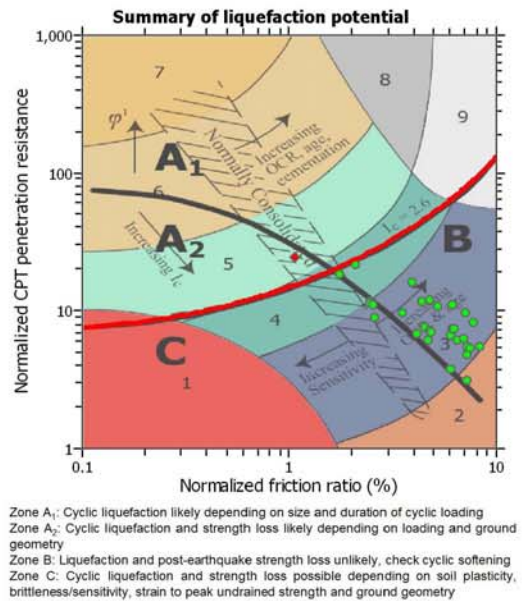 Summary of liquefaction potential
1,000
7
8
9
φ'
A1
Normally Consolidated
Increasing
OCR, age,
cementation
100
6
A2
Increasing Ic
5
Ic = 2.6
B
Normalized CPT penetration resistance
10
4
C
1
Increasing
Sensitivity
Increasing
3
2
1
0.1
1
10
Normalized friction ratio (%)
Zone A1: Cyclic liquefaction likely depending on size and duration of cyclic loading
Zone A2: Cyclic liquefaction and strength loss likely depending on loading and ground
geometry
Zone B: Liquefaction and post-earthquake strength loss unlikely, check cyclic softening
Zone C: Cyclic liquefaction and strength loss possible depending on soil plasticity,
brittleness/sensitivity, strain to peak undrained strength and ground geometry